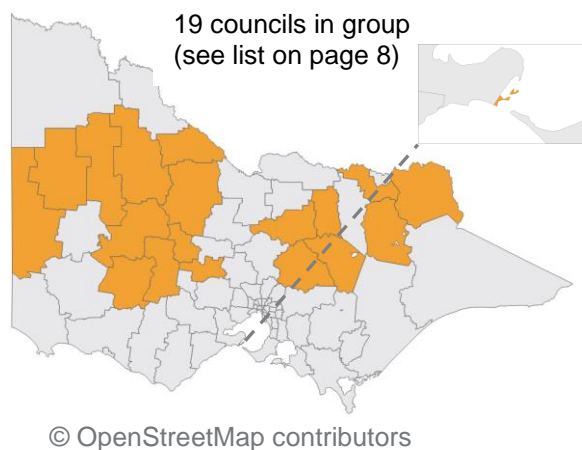 19 councils in group
(see list on page 8)
© OpenStreetMap contributors